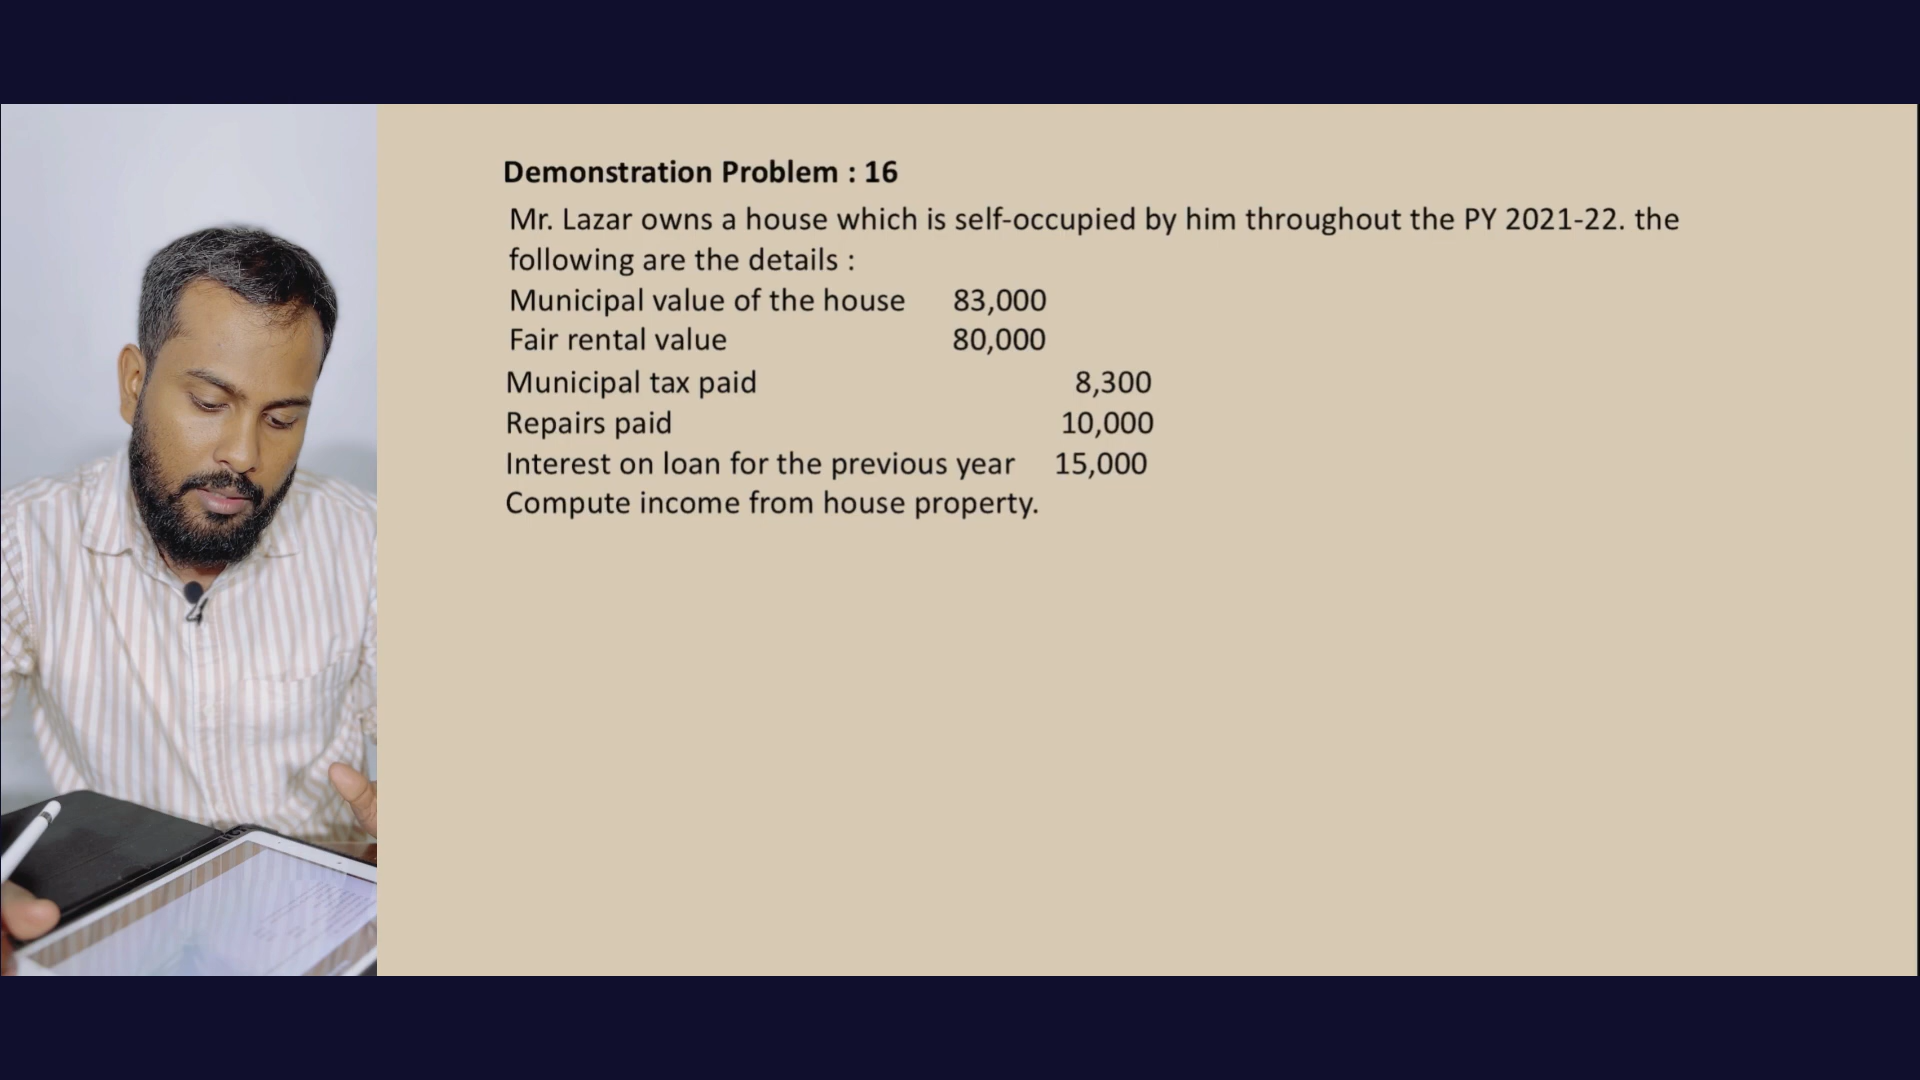 Demonstration Problem : 16
Mr. Lazar owns a house which is self-occupied by him throughout the PY 2021-22. the
following are the details :
Municipal value of the house 83,000
Fair rental value 80,000
Municipal tax paid 8,300
Repairs paid 10,000
Interest on loan for the previous year 15,000
Compute income from house property.